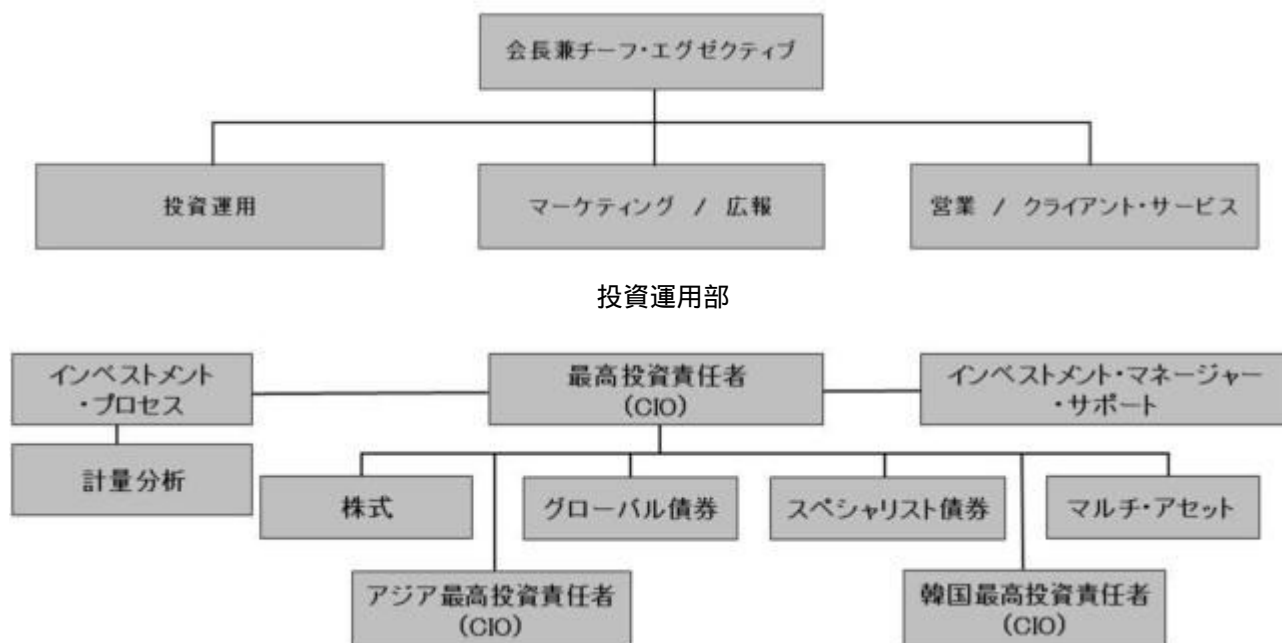 会長兼チーフ・エグゼクティブ
投資運用
マーケティング / 広報
営業 / クライアント・サービス
投資運用部
インベストメント
・プロセス
最高投資責任者
(CIO)
インベストメント・マネージャー
・サポート
計量分析
株式
グローバル債券
スペシャリスト債券
マルチ・アセット
アジア最高投資責任者
(CIO)
韓国最高投資責任者
(CIO)